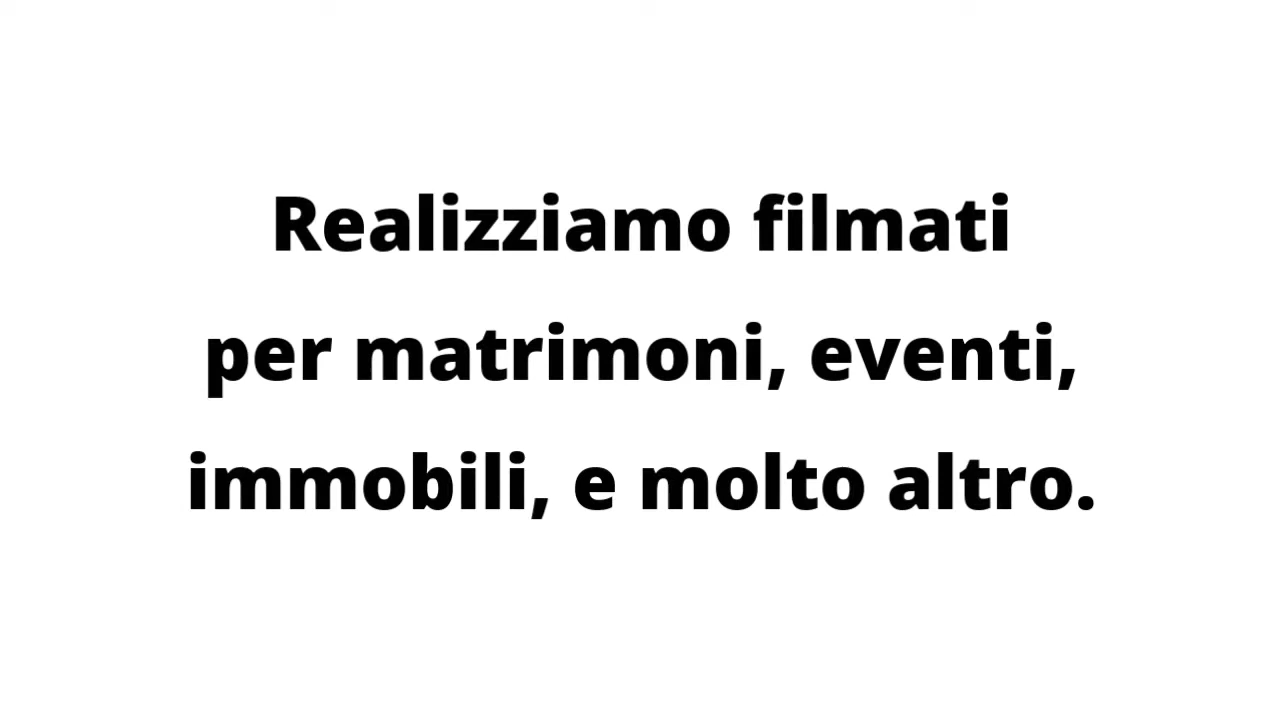 Realizziamo filmati
per matrimoni, eventi,
immobili, e molto altro.